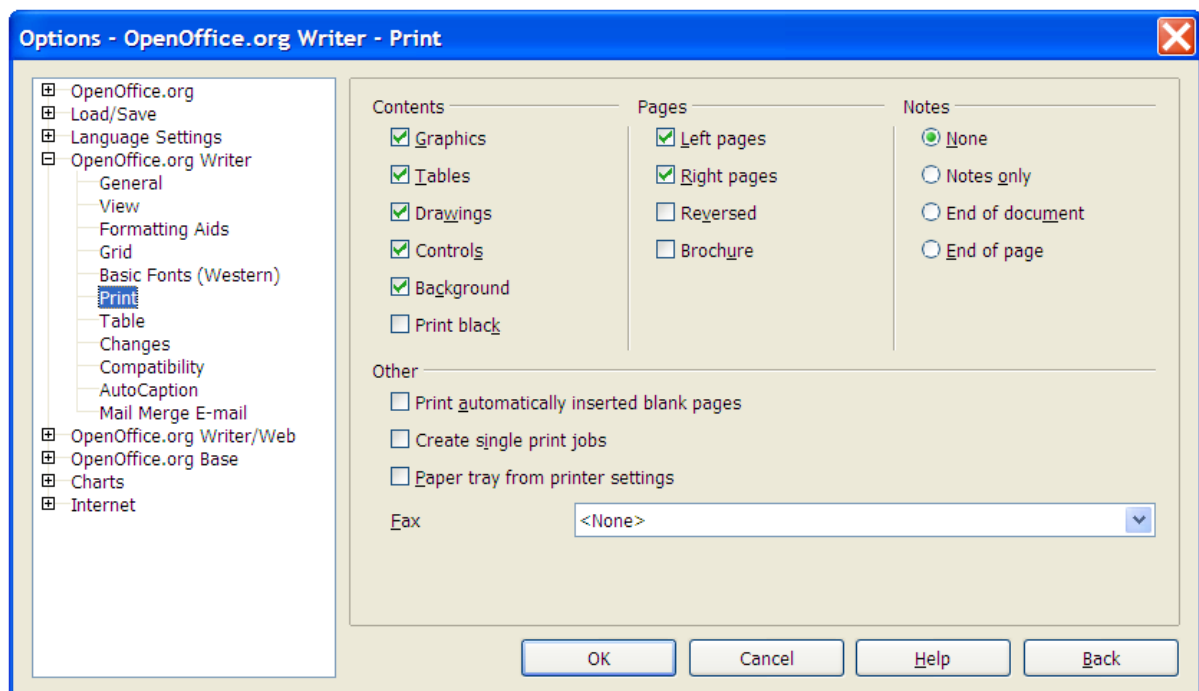 Options - OpenOffice.org Writer - Print
OpenOffice.org
Load/Save
Language Settings
OpenOffice.org Writer
General
View
Formatting Aids
Grid
Basic Fonts (Western)
Print
Table
Changes
Compatibility
AutoCaption
Mail Merge E-mail
OpenOffice.org Writer/Web
OpenOffice.org Base
Charts
Internet
Contents
Graphics
Tables
Drawings
Controls
Background
Print black
Pages
Left pages
Right pages
Reversed
Brochure
Notes
None
Notes only
End of document
End of page
Other
Print automatically inserted blank pages
Create single print jobs
Paper tray from printer settings
Fax <None>
OK Cancel Help Back